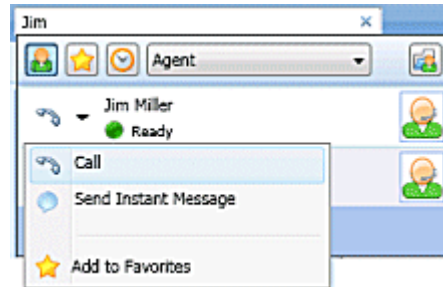 Jim
Agent
Jim Miller
Ready
Call
Send Instant Message
Add to Favorites